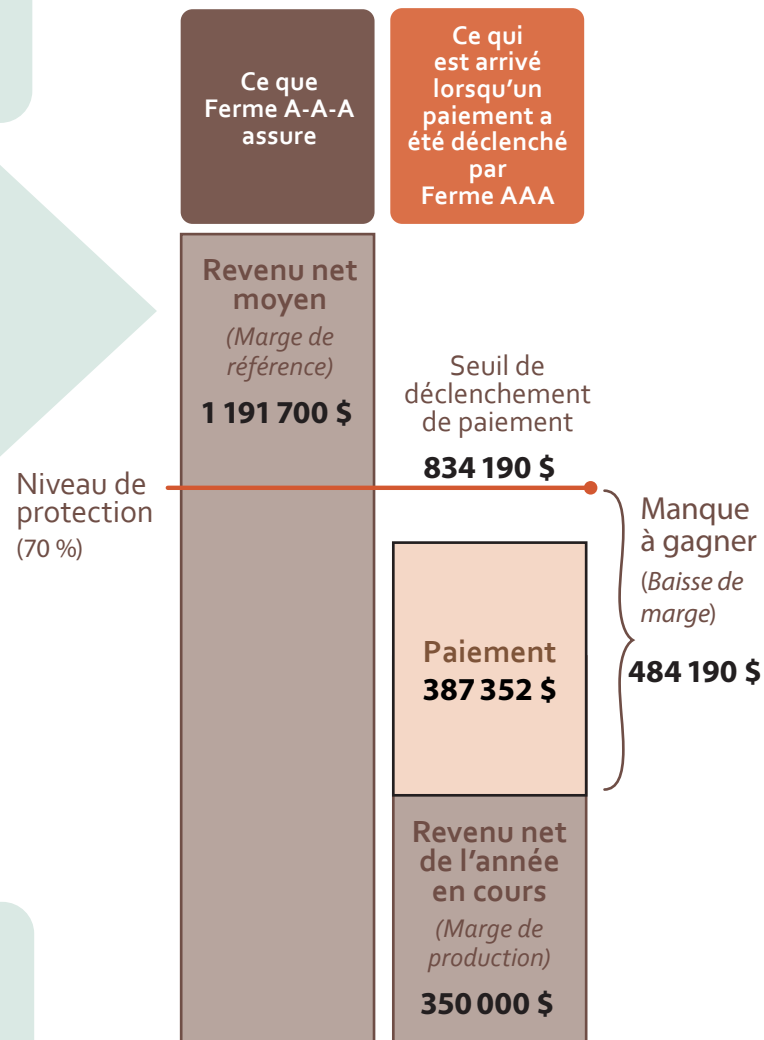 Ce que
Ferme A-A-A
assure
Ce qui
est arrivé
lorsqu'un
paiement a
été déclenché
par
Ferme AAA
Revenu net
moyen
(Marge de
référence)
1 191 700 $
Seuil de
déclenchement
de paiement
834 190 $
Niveau de
protection
(70 %)
Manque
à gagner
(Baisse de
marge)
484 190 $
Paiement
387 352 $
Revenu net
de l'année
en cours
(Marge de
production)
350 000 $